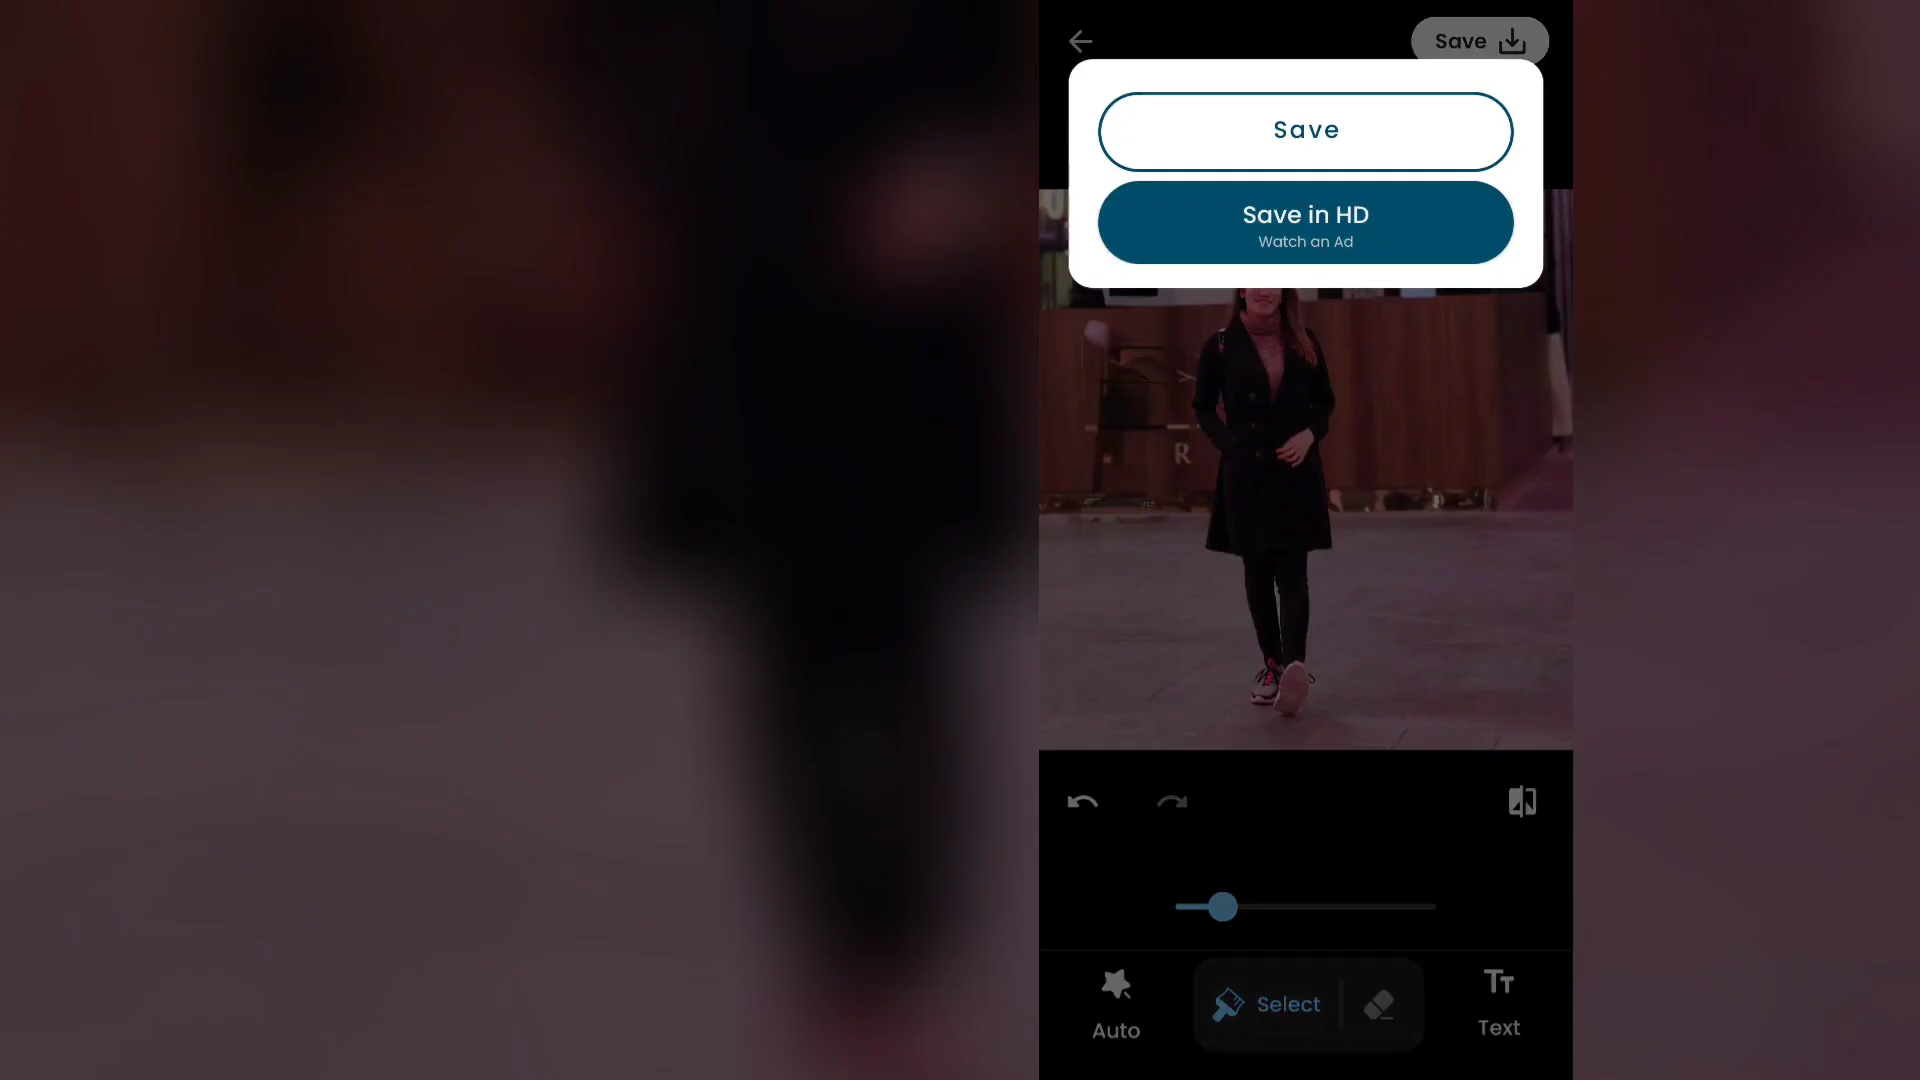 Save
Save
Save in HD
Watch an Ad
R
Auto
Select
Text